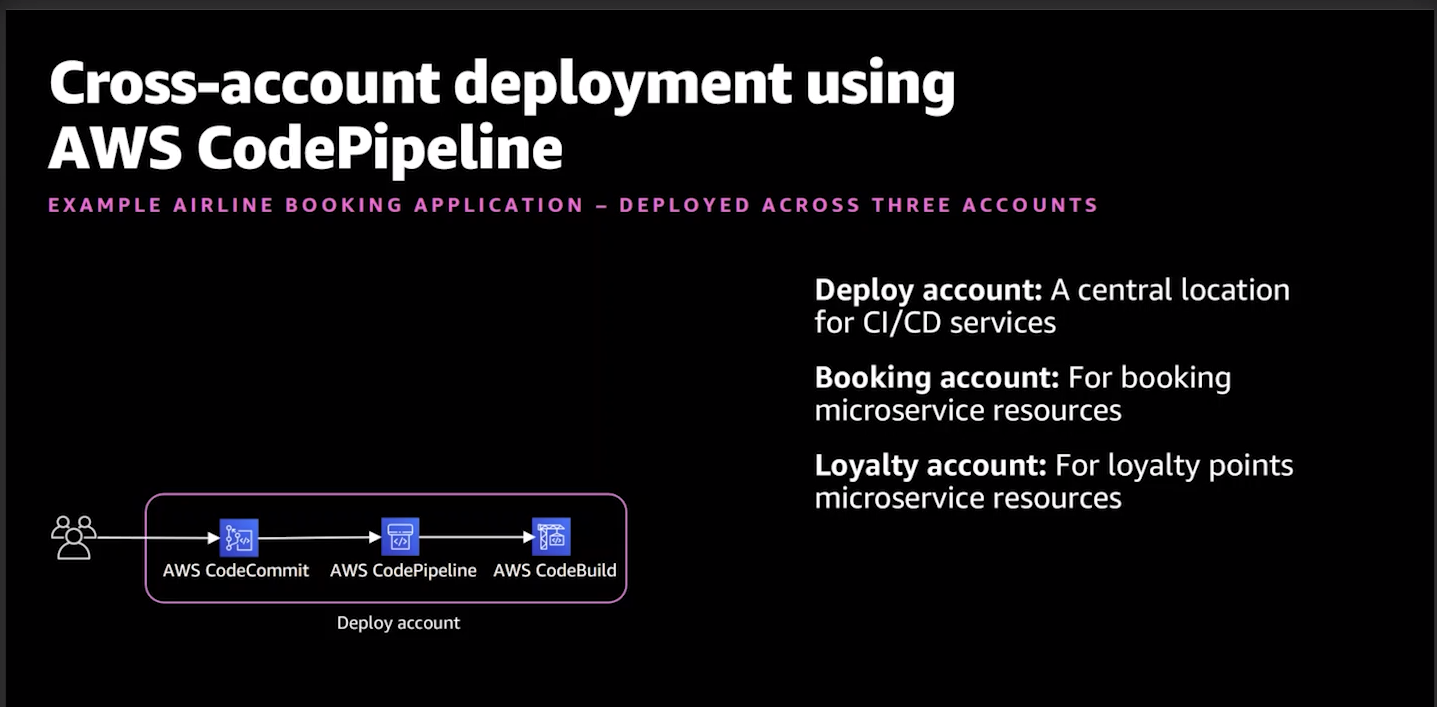 Cross-account deployment using
AWS CodePipeline
EXAMPLE AIRLINE BOOKING APPLICATION – DEPLOYED ACROSS THREE ACCOUNTS
Deploy account: A central location
for CI/CD services
Booking account: For booking
microservice resources
Loyalty account: For loyalty points
microservice resources
AWS CodeCommit
AWS CodePipeline
AWS CodeBuild
Deploy account